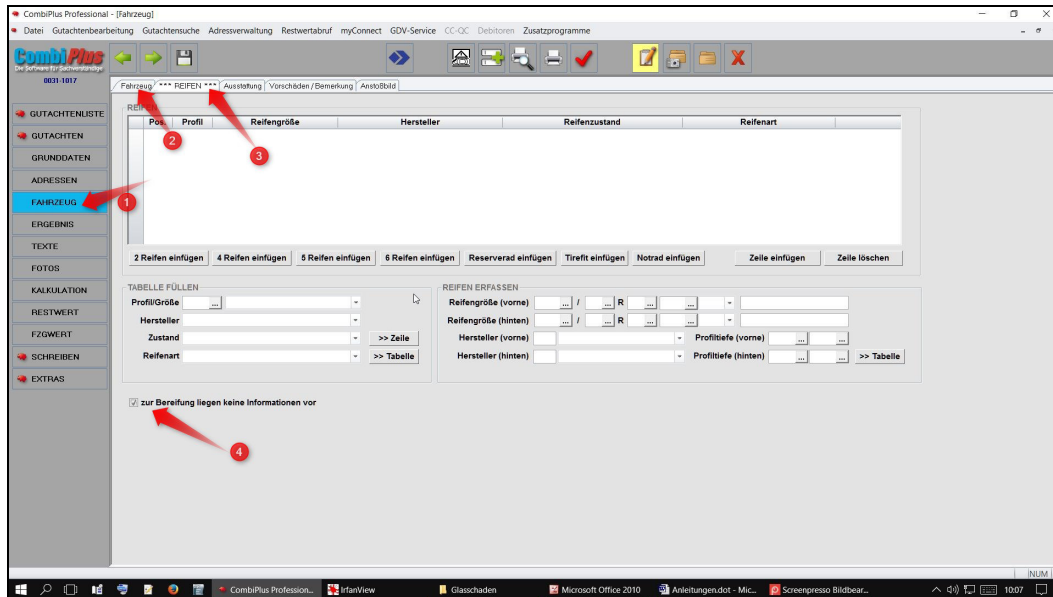 CombiPlus Professional - [Fahrzeug]
Datei Gutachtenbearbeitung Gutachtensuche Adressverwaltung Restwertabruf myConnect GDV-Service CC-QC Debitoren Zusatzprogramme
CombiPlus
Die Software für Sachverständige
0031-1017
Fahrzeug *** REIFEN *** Ausstattung Vorschäden / Bemerkung Anstoßbild
GUTACHTENLISTE
GUTACHTEN
GRUNDDATEN
ADRESSEN
FAHRZEUG
ERGEBNIS
TEXTE
FOTOS
KALKULATION
RESTWERT
FZGWERT
SCHREIBEN
EXTRAS
REIFEN
Pos. Profil Reifengröße Hersteller Reifenzustand Reifenart
1
2
3
2 Reifen einfügen 4 Reifen einfügen 5 Reifen einfügen 6 Reifen einfügen Reserverad einfügen Tirefit einfügen Notrad einfügen Zeile einfügen Zeile löschen
TABELLE FÜLLEN
Profil/Größe ...
Hersteller
Zustand >> Zeile
Reifenart >> Tabelle
REIFEN ERFASSEN
Reifengröße (vorne) ... / ... R ... ...
Reifengröße (hinten) ... / ... R ... ...
Hersteller (vorne) Profiltiefe (vorne) ... ...
Hersteller (hinten) Profiltiefe (hinten) ... ... >> Tabelle
zur Bereifung liegen keine Informationen vor
4
NUM
CombiPlus Profession... IrfanView Glasschaden Microsoft Office 2010 Anleitungen.dot - Mic... Screenpresso Bildbear... 10:07